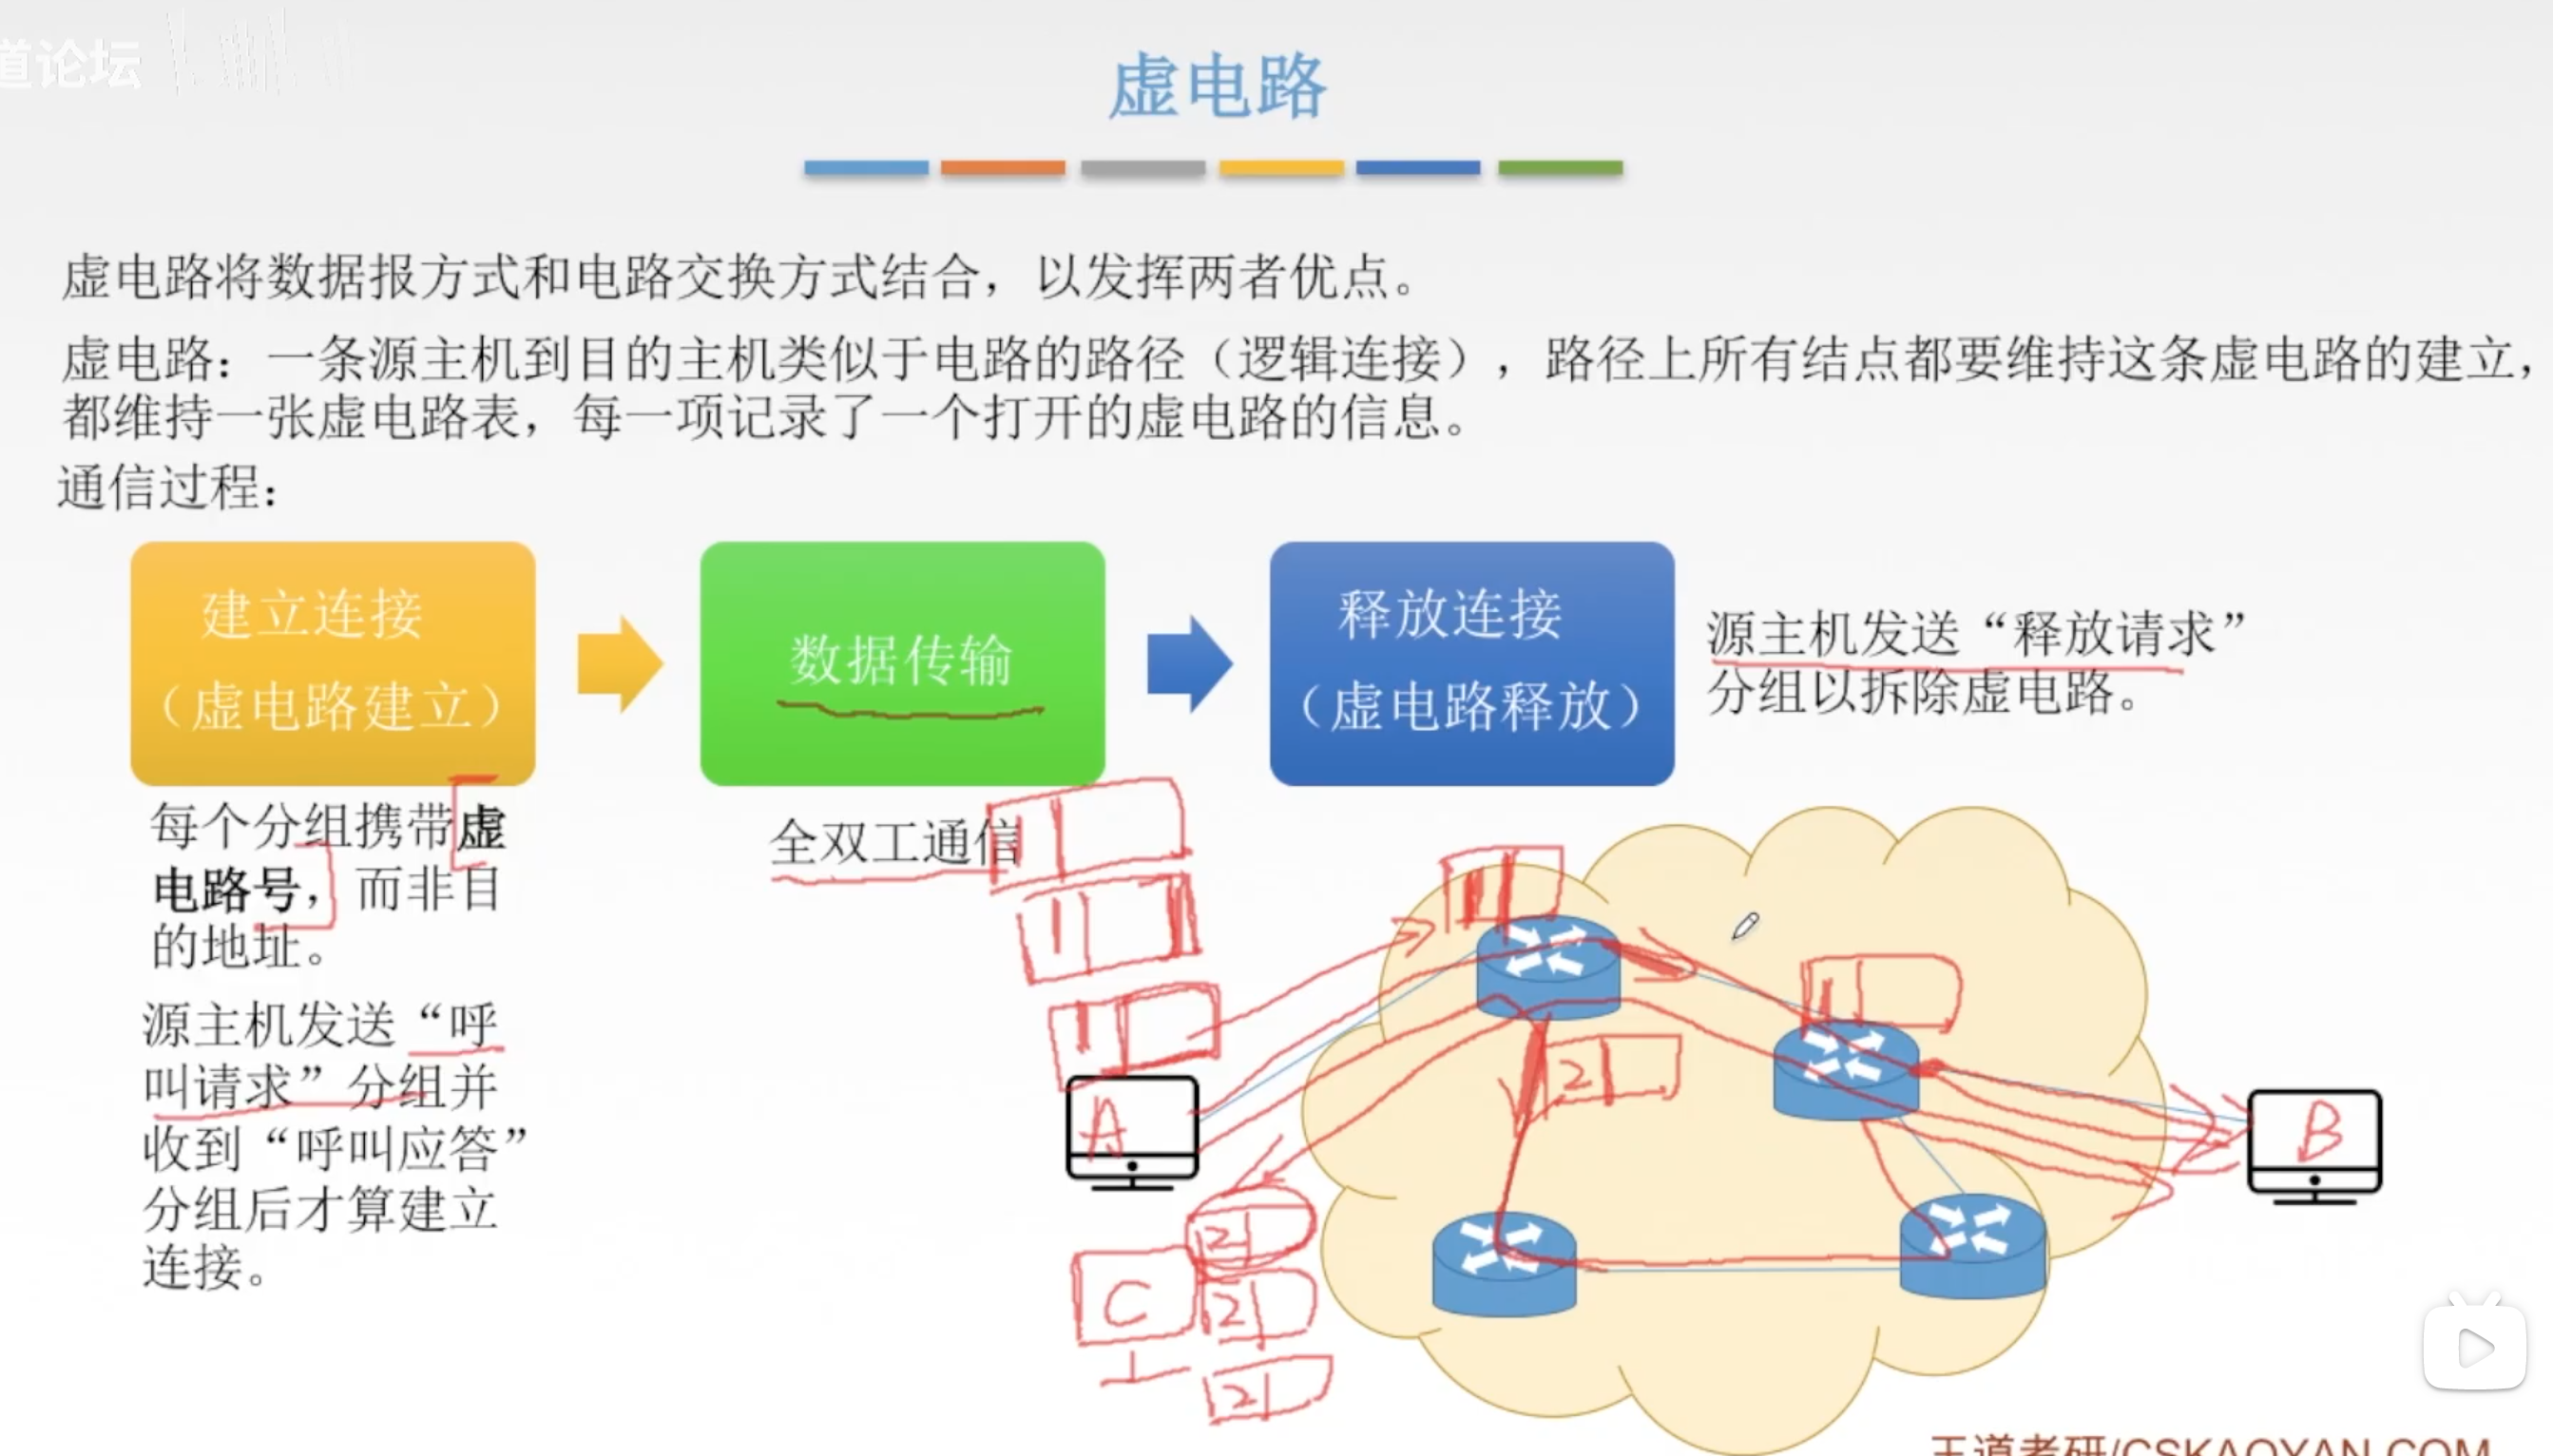 道论坛
虚电路
虚电路将数据报方式和电路交换方式结合，以发挥两者优点。
虚电路：一条源主机到目的主机类似于电路的路径（逻辑连接），路径上所有结点都要维持这条虚电路的建立，
都维持一张虚电路表，每一项记录了一个打开的虚电路的信息。
通信过程：
建立连接
（虚电路建立）
数据传输
释放连接
（虚电路释放）
源主机发送“释放请求”
分组以拆除虚电路。
每个分组携带虚
电路号，而非目
的地址。
源主机发送“呼
叫请求”分组并
收到“呼叫应答”
分组后才算建立
连接。
全双工通信
1
1
1
1
1
2
A
B
C
2
2
2
王道考研/CSKAOYAN.COM